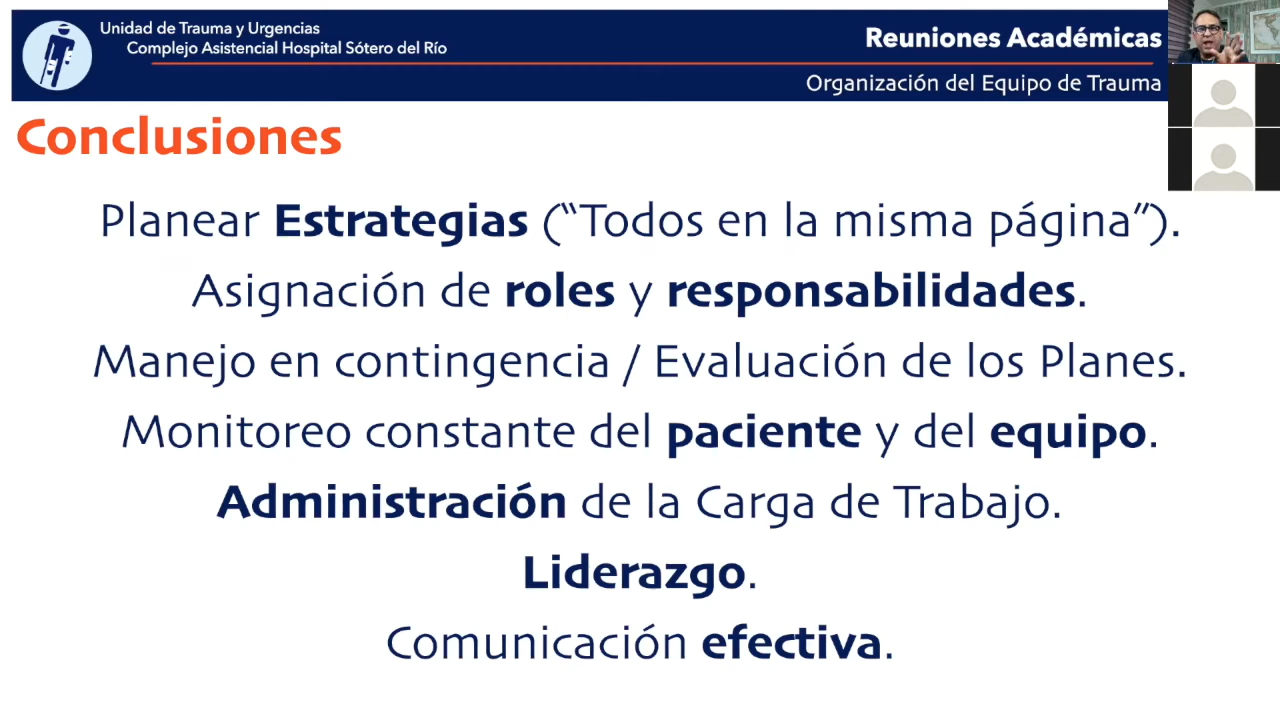 Unidad de Trauma y Urgencias
Complejo Asistencial Hospital Sótero del Río
Reuniones Académicas
Organización del Equipo de Trauma
Conclusiones
Planear Estrategias (“Todos en la misma página”).
Asignación de roles y responsabilidades.
Manejo en contingencia / Evaluación de los Planes.
Monitoreo constante del paciente y del equipo.
Administración de la Carga de Trabajo.
Liderazgo.
Comunicación efectiva.